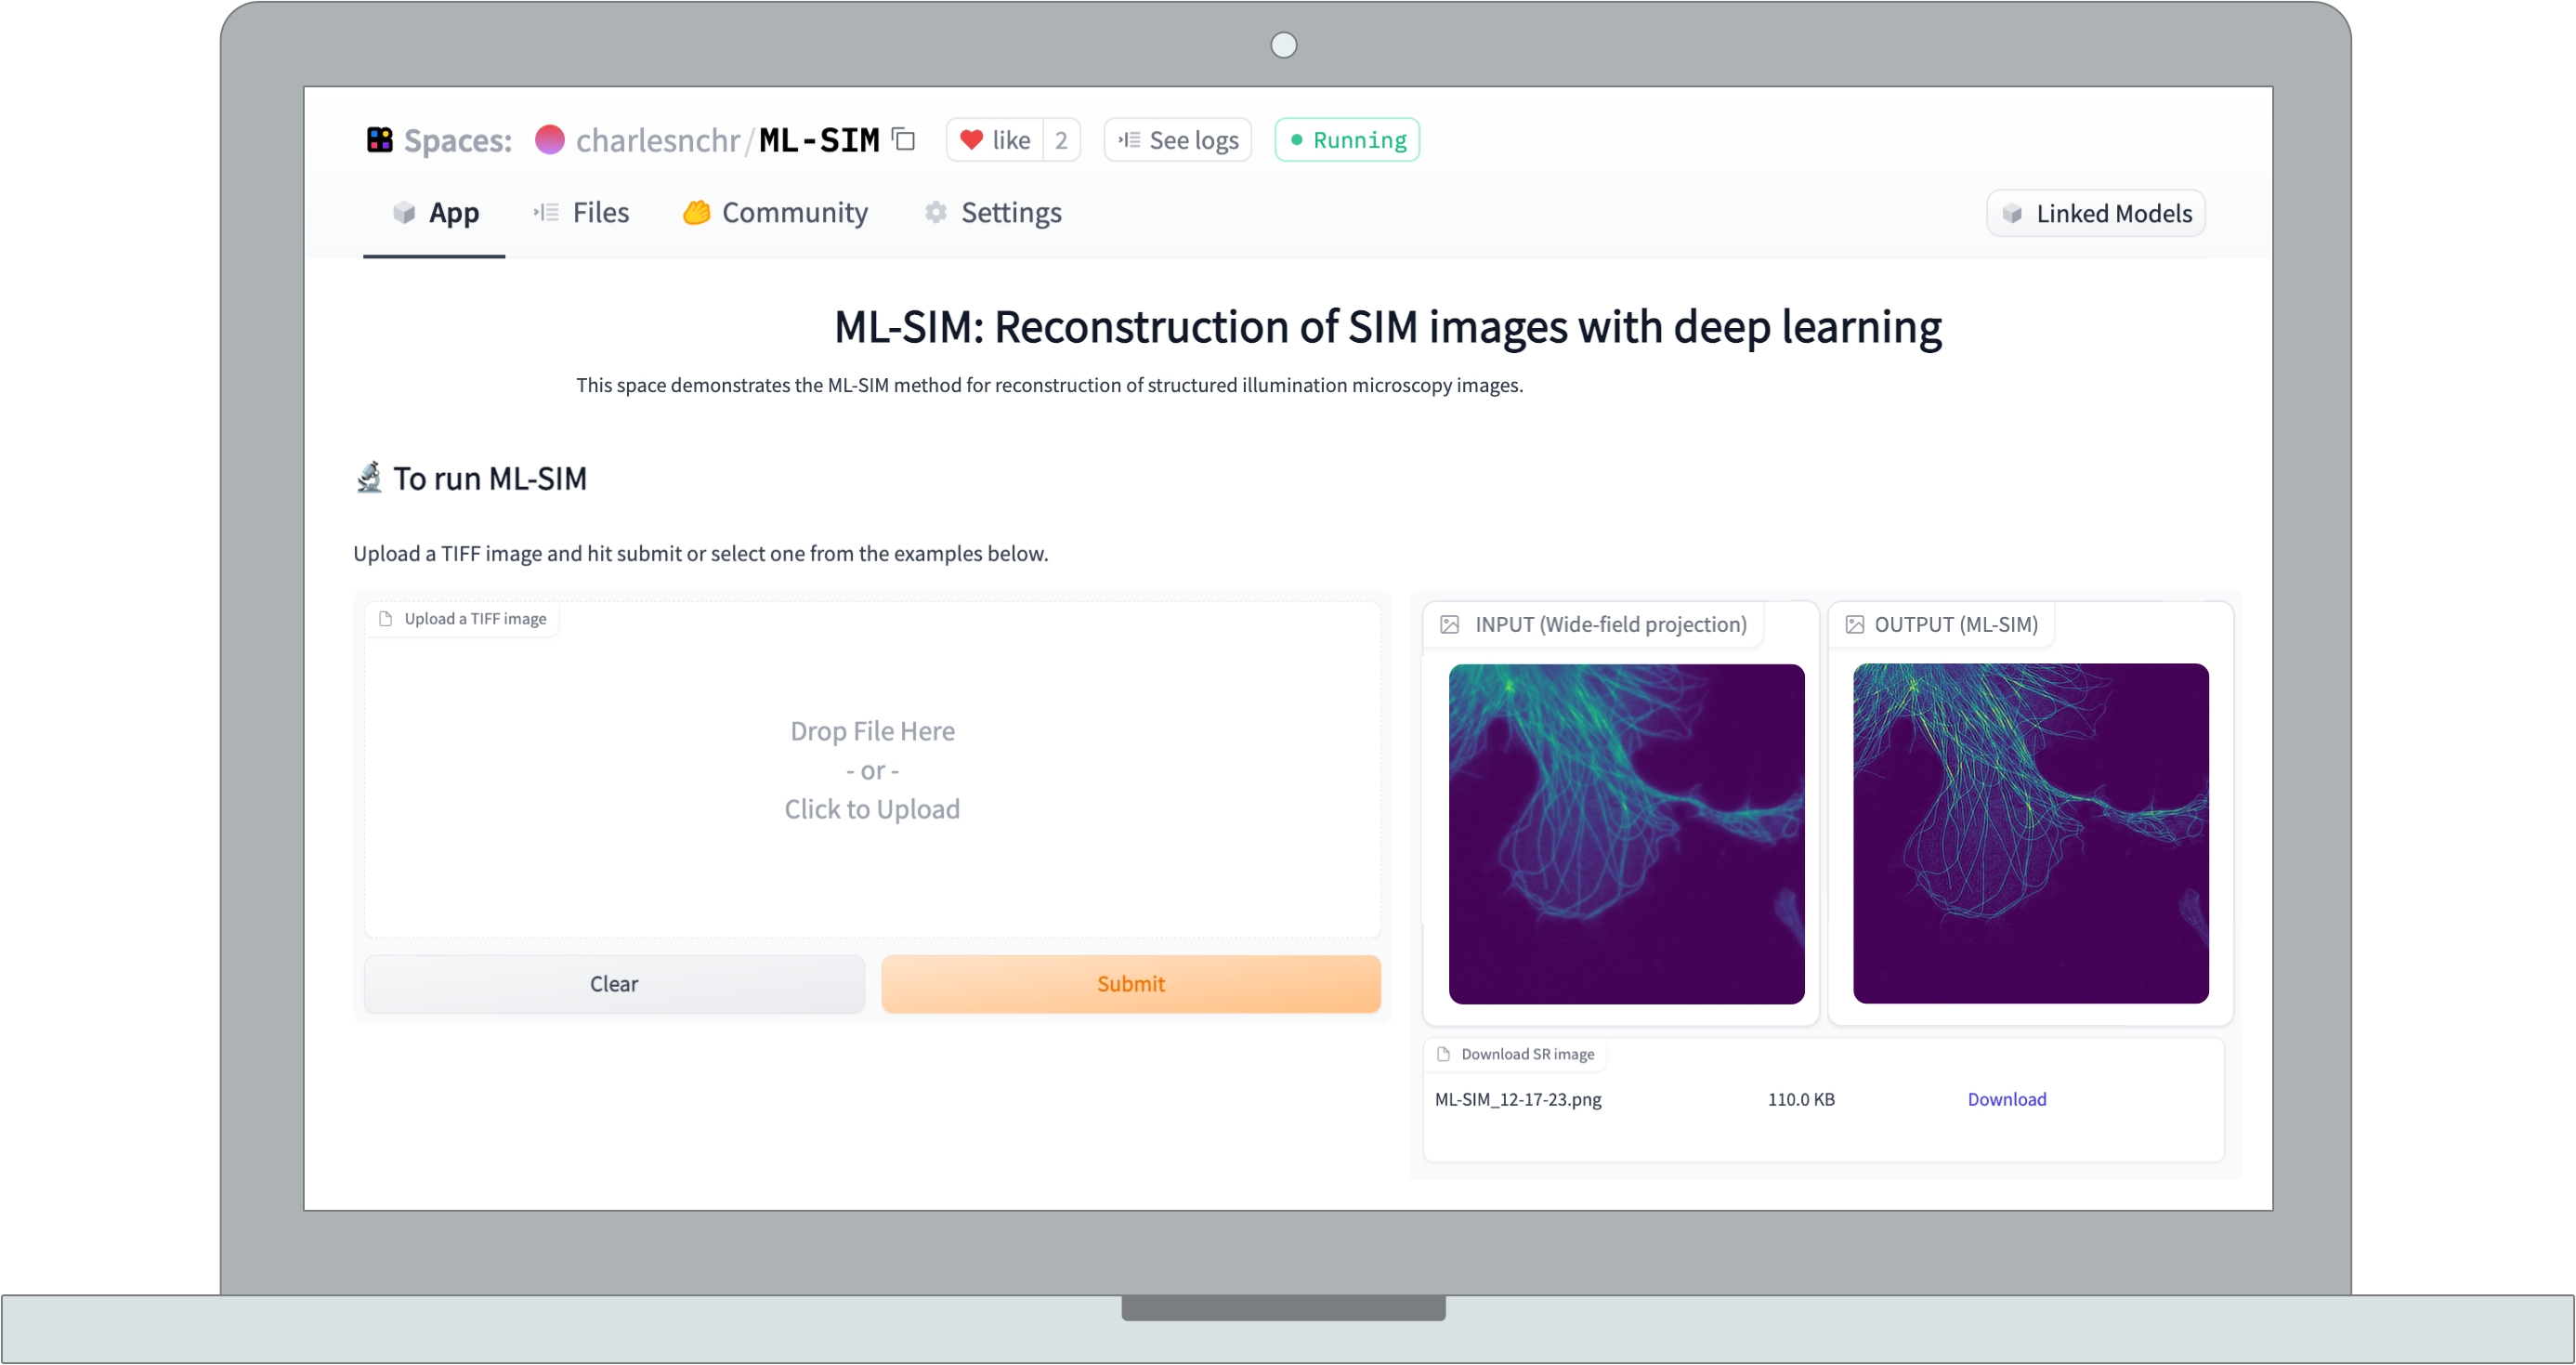 Spaces: charlesnchr/ML-SIM like 2 See logs Running
App Files Community Settings Linked Models
ML-SIM: Reconstruction of SIM images with deep learning
This space demonstrates the ML-SIM method for reconstruction of structured illumination microscopy images.
To run ML-SIM
Upload a TIFF image and hit submit or select one from the examples below.
Upload a TIFF image
Drop File Here
- or -
Click to Upload
Clear Submit
INPUT (Wide-field projection) OUTPUT (ML-SIM)
Download SR image
ML-SIM_12-17-23.png 110.0 KB Download